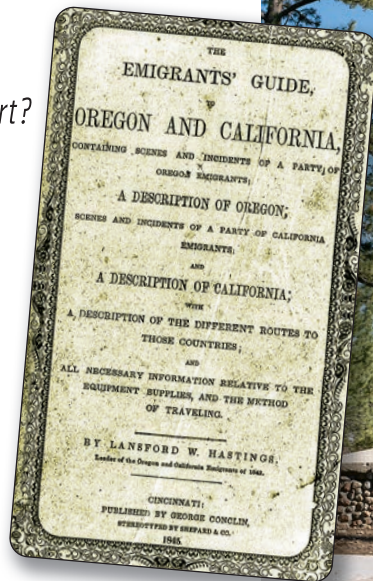 rt?
THE
EMIGRANTS' GUIDE,
TO
OREGON AND CALIFORNIA,
CONTAINING SCENES AND INCIDENTS OF A PARTY OF
OREGON EMIGRANTS;
A DESCRIPTION OF OREGON;
SCENES AND INCIDENTS OF A PARTY OF CALIFORNIA
EMIGRANTS;
AND
A DESCRIPTION OF CALIFORNIA;
WITH
A DESCRIPTION OF THE DIFFERENT ROUTES TO
THOSE COUNTRIES;
AND
ALL NECESSARY INFORMATION RELATIVE TO THE
EQUIPMENT SUPPLIES, AND THE METHOD
OF TRAVELING.
BY LANSFORD W. HASTINGS,
Leader of the Oregon and California Emigrants of 1842.
CINCINNATI:
PUBLISHED BY GEORGE CONCLIN,
STEREOTYPED BY SHEPARD & CO.
1845.